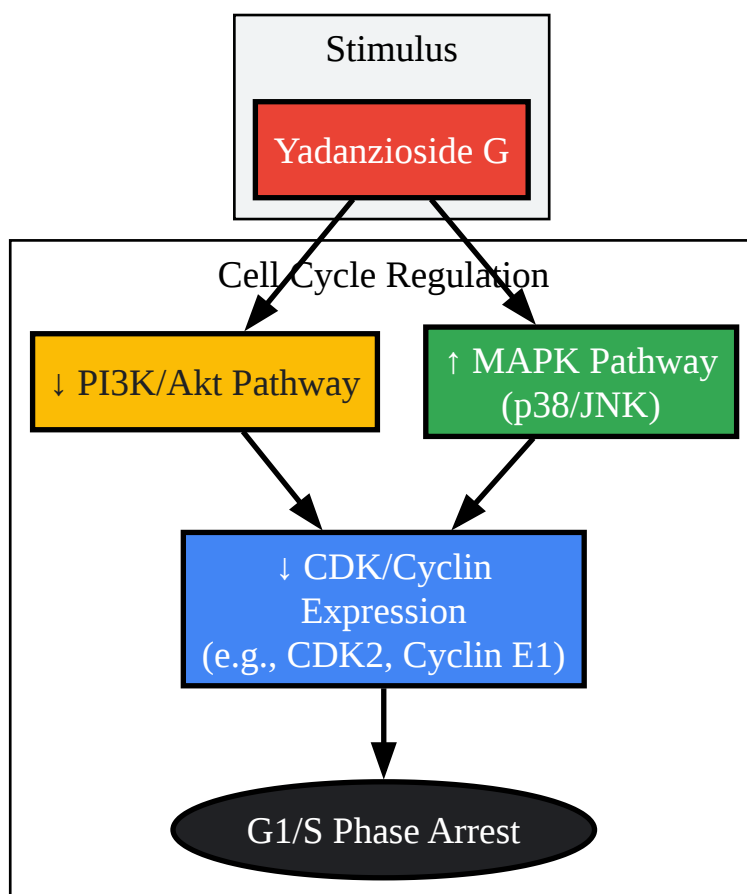 Stimulus
Yadanzioside G
Cell Cycle Regulation
↓ PI3K/Akt Pathway
↑ MAPK Pathway
(p38/JNK)
↓ CDK/Cyclin
Expression
(e.g., CDK2, Cyclin E1)
G1/S Phase Arrest